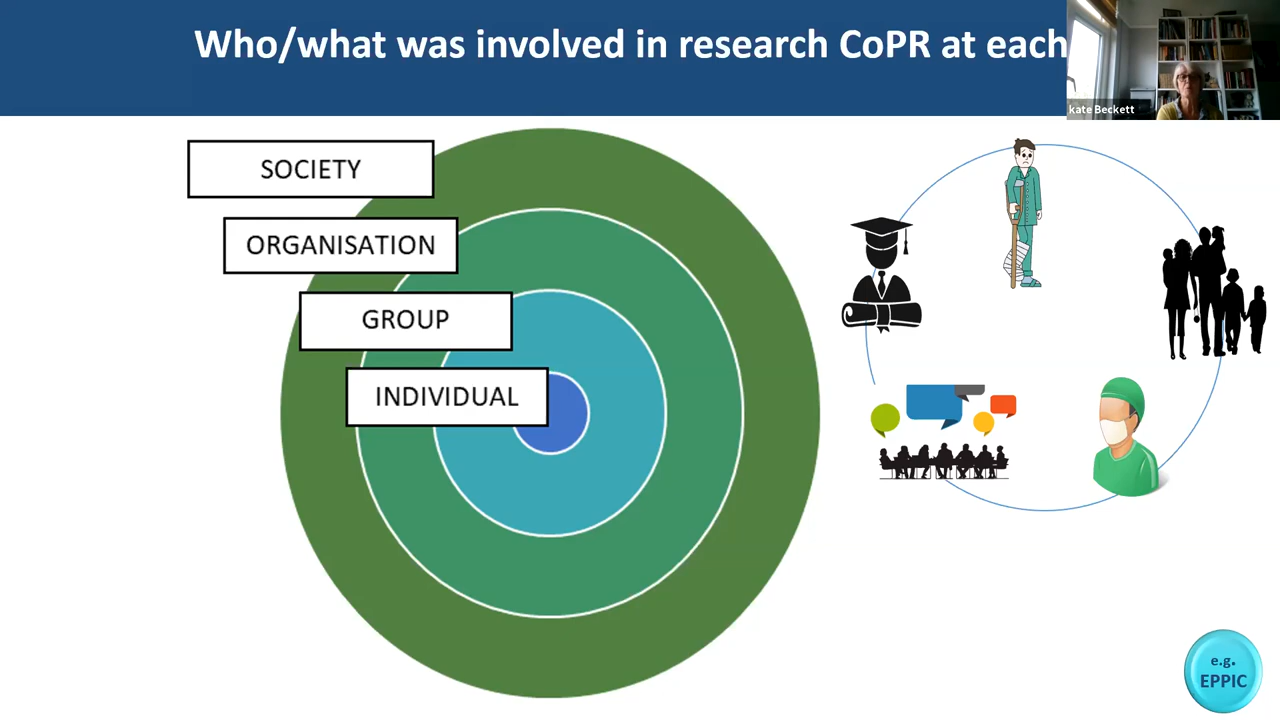 Who/what was involved in research CoPR at each
kate Beckett
SOCIETY
ORGANISATION
GROUP
INDIVIDUAL
e.g.
EPPIC